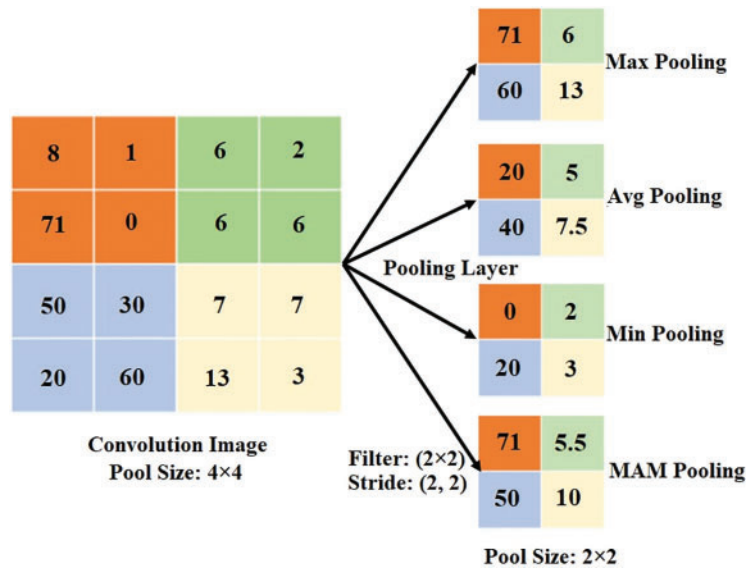 71 6
60 13
Max Pooling
8 1 6 2
71 0 6 6
50 30 7 7
20 60 13 3
20 5
40 7.5
Avg Pooling
Pooling Layer
0 2
20 3
Min Pooling
71 5.5
50 10
MAM Pooling
Convolution Image
Pool Size: 4×4
Filter: (2×2)
Stride: (2, 2)
Pool Size: 2×2